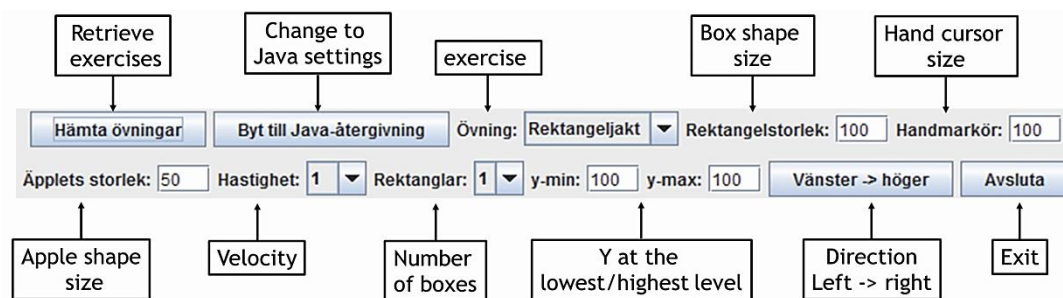 Retrieve
exercises
Change to
Java settings
exercise
Box shape
size
Hand cursor
size
Hämta övningar
Byt till Java-återgivning
Övning:
Rektangeljakt
Rektangelstorlek:
100
Handmarkör:
100
Äpplets storlek:
50
Hastighet:
1
Rektanglar:
1
y-min:
100
y-max:
100
Vänster -> höger
Avsluta
Apple shape
size
Velocity
Number
of boxes
Y at the
lowest/highest level
Direction
Left -> right
Exit